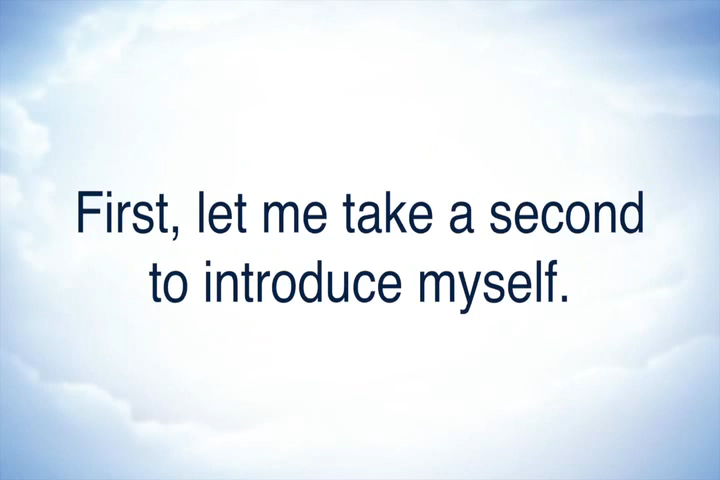 First, let me take a second
to introduce myself.